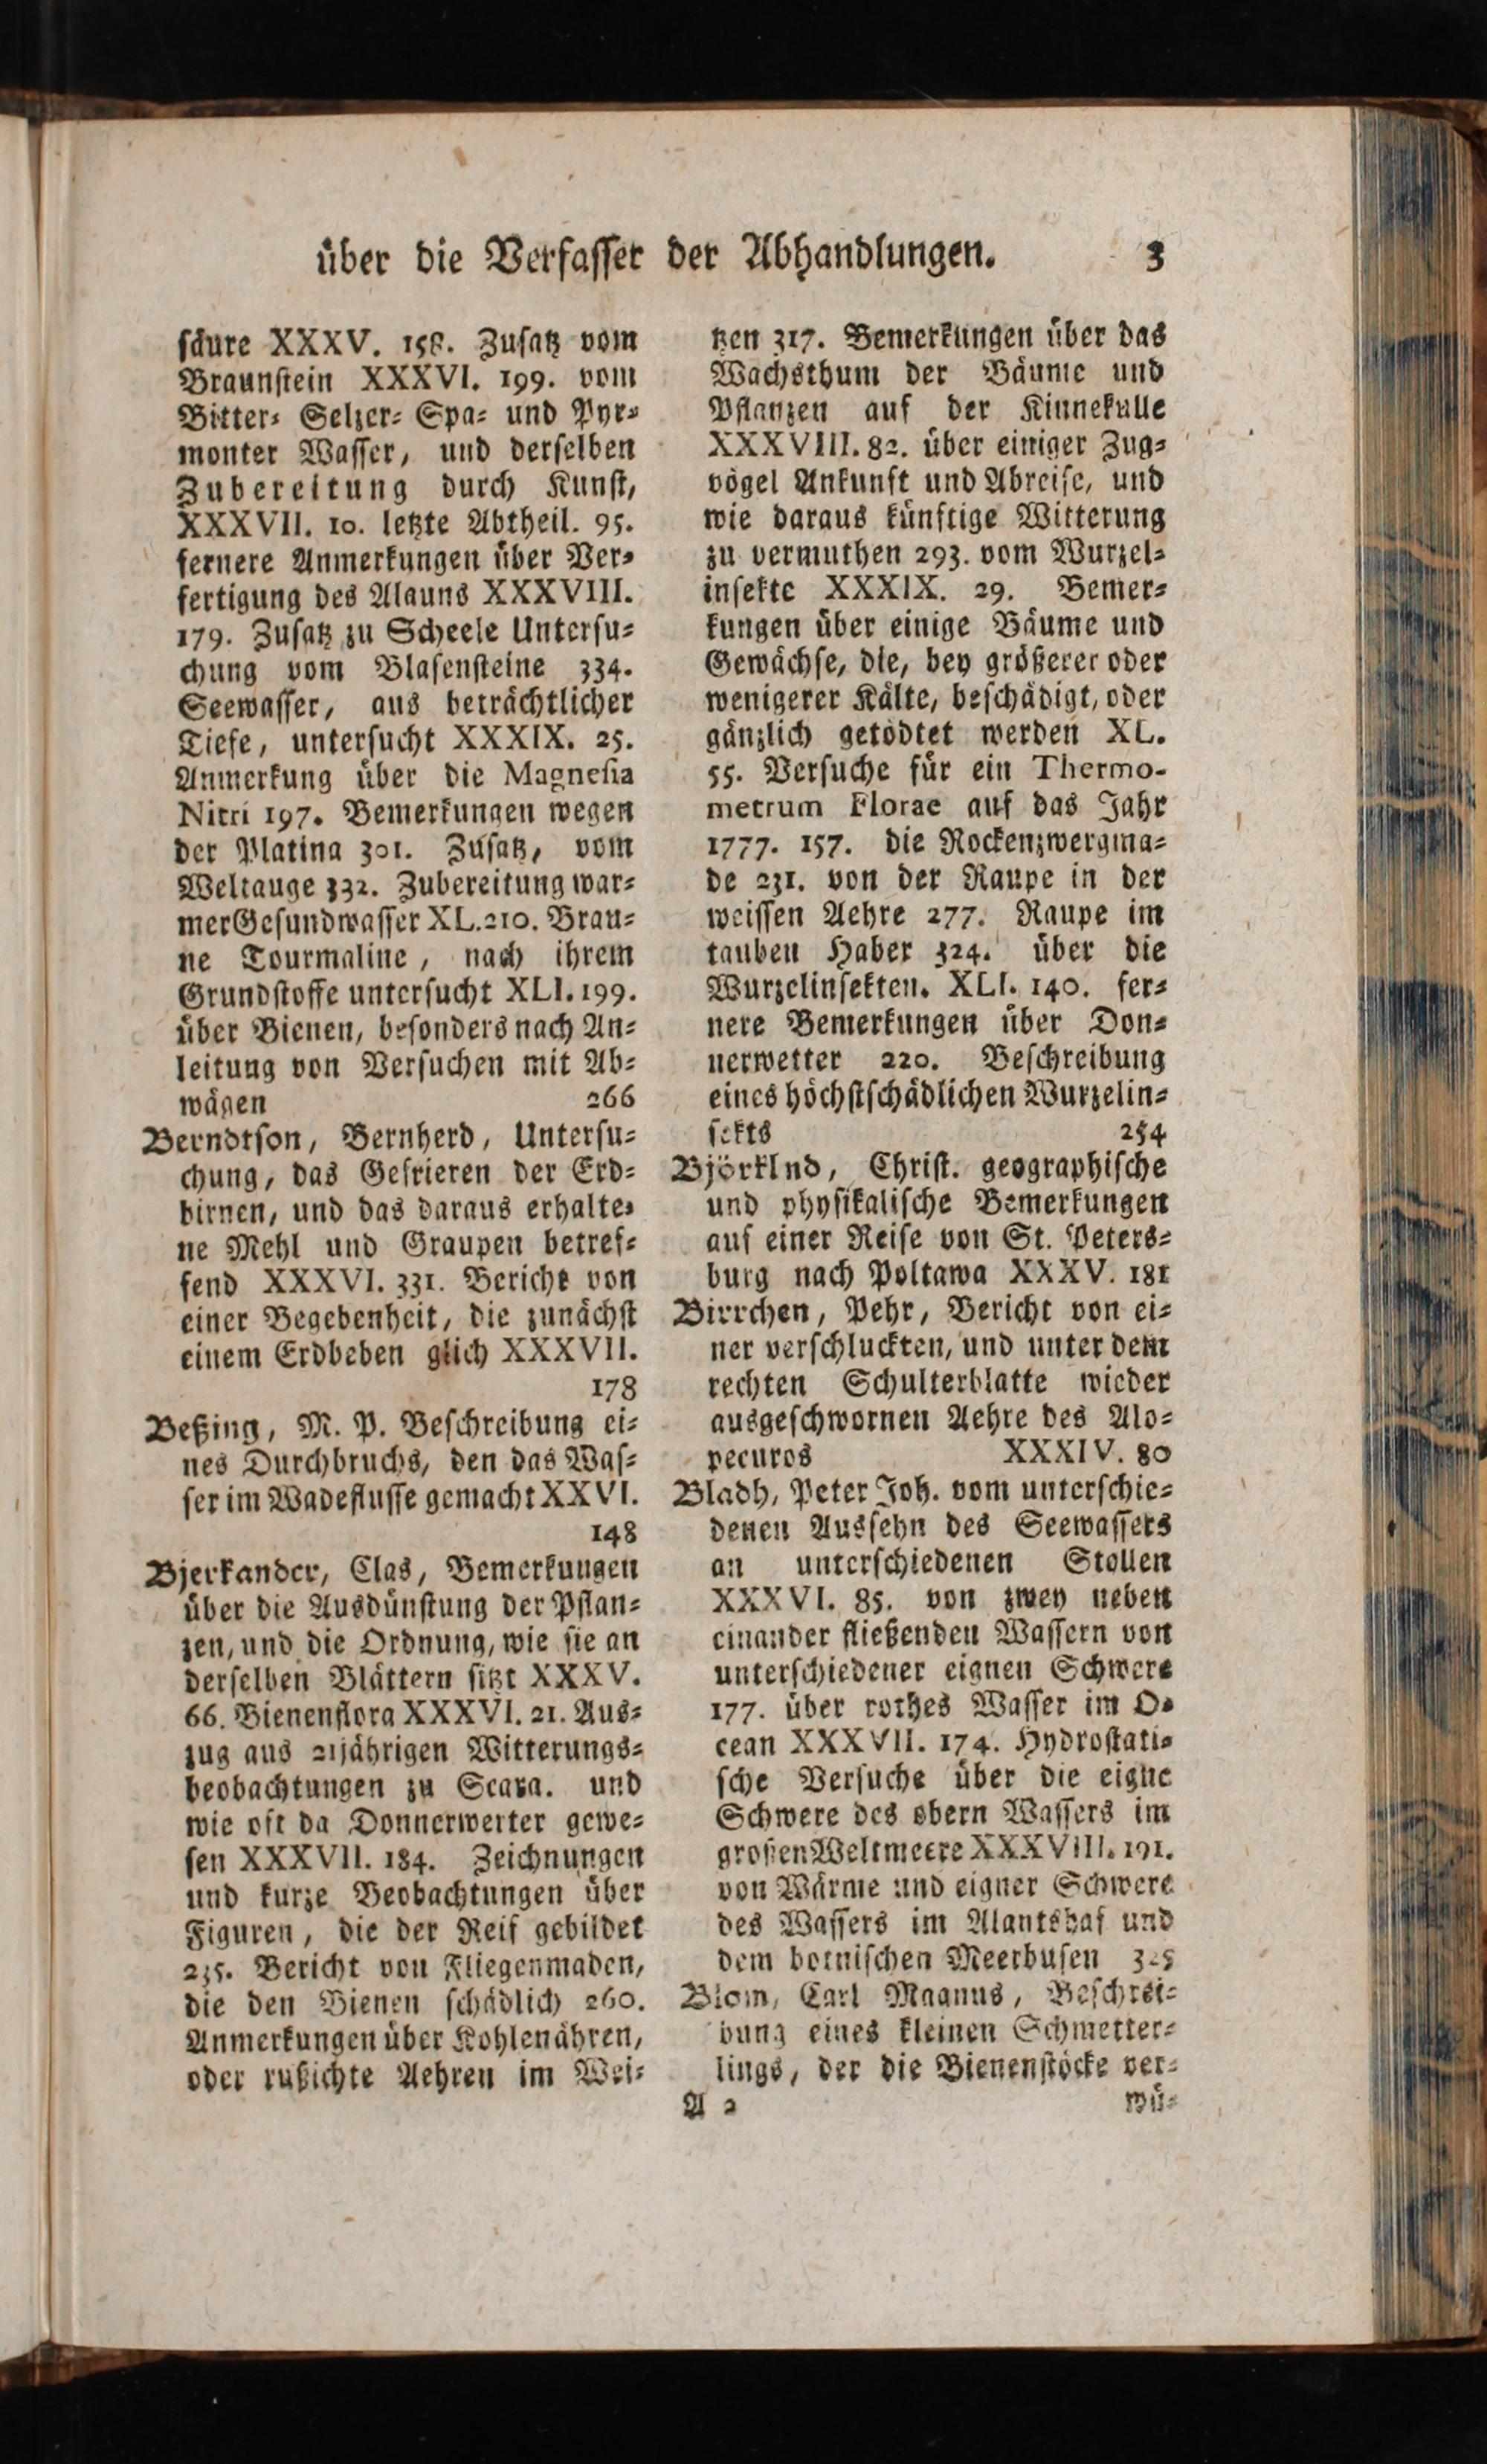 über die Verfasser der Abhandlungen. 3
ſäure XXXV. 158. Zuſatz vom
Braunſtein XXXVI. 199. vom
Bitter⸗ Selzer⸗ Spa⸗ und Pyr⸗
monter Waſſer, und derſelben
Zubereitung durch Kunſt,
XXXVII. 10. letzte Abtheil. 95.
fernere Anmerkungen über Ver⸗
fertigung des Alauns XXXVIII.
179. Zuſatz zu Scheele Unterſu⸗
chung vom Blaſenſteine 334.
Seewaſſer, aus beträchtlicher
Tiefe, unterſucht XXXIX. 25.
Anmerkung über die Magneſia
Nitri 197. Bemerkungen wegen
der Platina 301. Zuſatz, vom
Weltauge 332. Zubereitung war⸗
mer Geſundwaſſer XL. 210. Brau⸗
ne Tourmaline, nach ihrem
Grundſtoffe unterſucht XLI. 199.
über Bienen, beſonders nach An⸗
leitung von Verſuchen mit Ab⸗
wägen 266
Berndtſon, Bernherd, Unterſu⸗
chung, das Gefrieren der Erd⸗
birnen, und das daraus erhalte⸗
ne Mehl und Graupen betref⸗
fend XXXVI. 331. Bericht von
einer Begebenheit, die zunächſt
einem Erdbeben glich XXXVII.
178
Beßing, M. P. Beſchreibung ei⸗
nes Durchbruchs, den das Waſ⸗
ſer im Wadefluſſe gemacht XXVI.
148
Bjerkander, Clas, Bemerkungen
über die Ausdünſtung der Pflan⸗
zen, und die Ordnung, wie ſie an
derſelben Blättern ſitzt XXXV.
66. Bienenflora XXXVI. 21. Aus⸗
zug aus 21jährigen Witterungs⸗
beobachtungen zu Scara. und
wie oft da Donnerwerter gewe⸗
ſen XXXVII. 184. Zeichnungen
und kurze Beobachtungen über
Figuren, die der Reif gebildet
235. Bericht von Fliegenmaden,
die den Bienen ſchädlich 260.
Anmerkungen über Kohlenähren,
oder rußichte Aehren im Wei⸗
tzen 317. Bemerkungen über das
Wachsthum der Bäume und
Pflanzen auf der Kinnekulle
XXXVIII. 82. über einiger Zug⸗
vögel Ankunft und Abreiſe, und
wie daraus künftige Witterung
zu vermuthen 293. vom Wurzel⸗
inſekte XXXIX. 29. Bemer⸗
kungen über einige Bäume und
Gewächſe, die, bey größerer oder
wenigerer Kälte, beſchädigt, oder
gänzlich getödtet werden XL.
55. Verſuche für ein Thermo-
metrum Florae auf das Jahr
1777. 157. die Rockenzwergma⸗
de 231. von der Raupe in der
weiſſen Aehre 277. Raupe im
tauben Haber 324. über die
Wurzelinſekten. XLI. 140. fer⸗
nere Bemerkungen über Don⸗
nerwetter 220. Beſchreibung
eines höchſtſchädlichen Wurzelin⸗
ſekts 254
Björklnd, Chriſt. geographiſche
und phyſikaliſche Bemerkungen
auf einer Reiſe von St. Peters⸗
burg nach Poltawa XXXV. 181
Birrchen, Pehr, Bericht von ei⸗
ner verſchluckten, und unter dem
rechten Schulterblatte wieder
ausgeſchwornen Aehre des Alo⸗
pecuros XXXIV. 80
Bladh, Peter Joh. vom unterſchie⸗
denen Ausſehn des Seewaſſers
an unterſchiedenen Stollen
XXXVI. 85. von zwey neben
einander fließenden Waſſern von
unterſchiedener eignen Schwere
177. über rothes Waſſer im O⸗
cean XXXVII. 174. Hydroſtati⸗
ſche Verſuche über die eigne
Schwere des obern Waſſers im
großen Weltmeere XXXVIII. 191.
von Wärme und eigner Schwere
des Waſſers im Alantshaf und
dem botniſchen Meerbuſen 325
Blom, Carl Magnus, Beſchrei⸗
bung eines kleinen Schmetter⸗
lings, der die Bienenſtöcke ver⸗
A 2 wü⸗